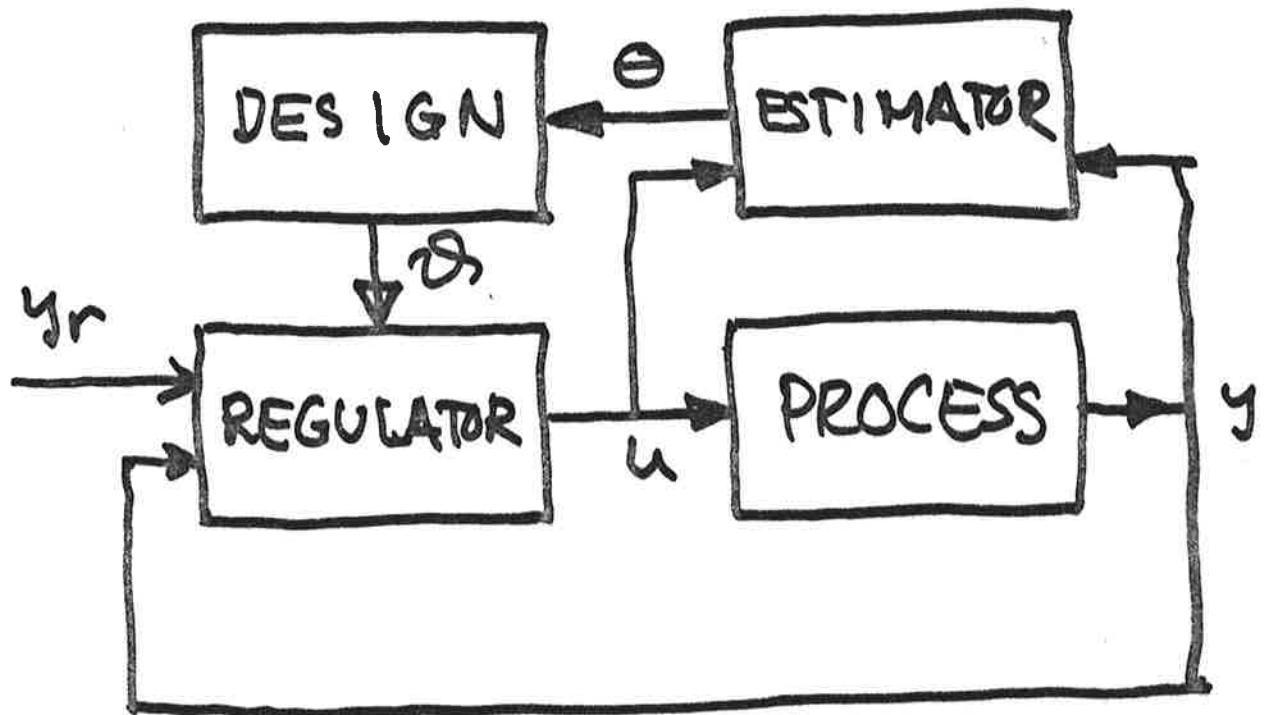 DESIGN
Θ
ESTIMATOR
ϑ
yr
REGULATOR
u
PROCESS
y